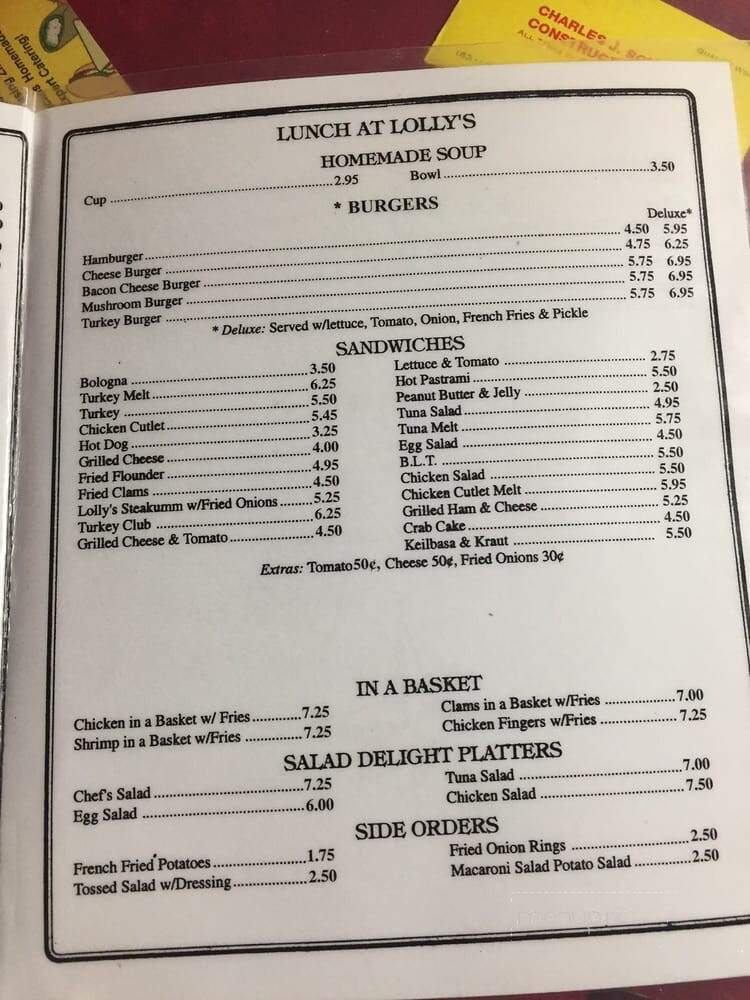 Homemade
Expert Catering!
CHARLES J.
LUNCH AT LOLLY'S
HOMEMADE SOUP
Cup 2.95 Bowl 3.50
* BURGERS
Deluxe*
Hamburger 4.50 5.95
Cheese Burger 4.75 6.25
Bacon Cheese Burger 5.75 6.95
Mushroom Burger 5.75 6.95
Turkey Burger 5.75 6.95
* Deluxe: Served w/lettuce, Tomato, Onion, French Fries & Pickle
SANDWICHES
Bologna 3.50
Turkey Melt 6.25
Turkey 5.50
Chicken Cutlet 5.45
Hot Dog 3.25
Grilled Cheese 4.00
Fried Flounder 4.95
Fried Clams 4.50
Lolly's Steakumm w/Fried Onions 5.25
Turkey Club 6.25
Grilled Cheese & Tomato 4.50
Lettuce & Tomato 2.75
Hot Pastrami 5.50
Peanut Butter & Jelly 2.50
Tuna Salad 4.95
Tuna Melt 5.75
Egg Salad 4.50
B.L.T. 5.50
Chicken Salad 5.50
Chicken Cutlet Melt 5.95
Grilled Ham & Cheese 5.25
Crab Cake 4.50
Keilbasa & Kraut 5.50
Extras: Tomato50¢, Cheese 50¢, Fried Onions 30¢
IN A BASKET
Chicken in a Basket w/ Fries 7.25
Shrimp in a Basket w/Fries 7.25
Clams in a Basket w/Fries 7.00
Chicken Fingers w/Fries 7.25
SALAD DELIGHT PLATTERS
Chef's Salad 7.25
Egg Salad 6.00
Tuna Salad 7.00
Chicken Salad 7.50
SIDE ORDERS
French Fried Potatoes 1.75
Tossed Salad w/Dressing 2.50
Fried Onion Rings 2.50
Macaroni Salad Potato Salad 2.50